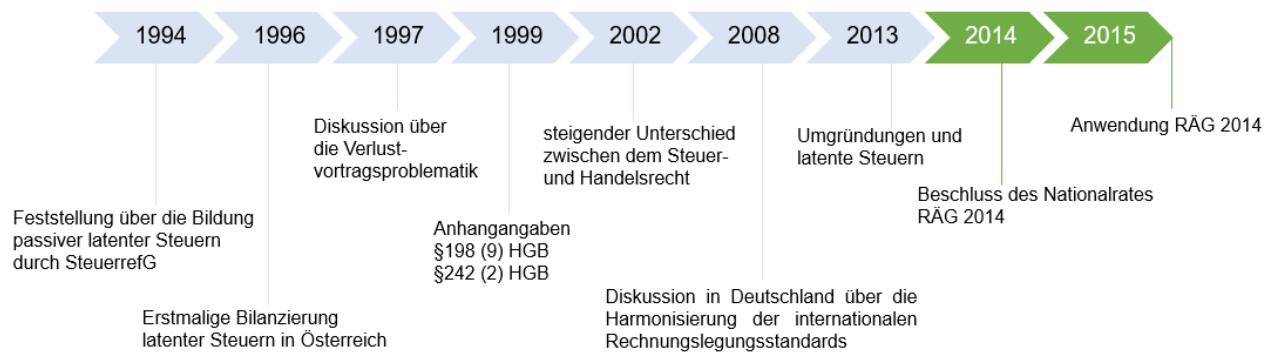 1994
1996
1997
1999
2002
2008
2013
2014
2015
Feststellung über die Bildung
passiver latenter Steuern
durch SteuerrefG
Erstmalige Bilanzierung
latenter Steuern in Österreich
Diskussion über
die Verlust-
vortragsproblematik
Anhangangaben
§198 (9) HGB
§242 (2) HGB
steigender Unterschied
zwischen dem Steuer-
und Handelsrecht
Diskussion in Deutschland über die
Harmonisierung der internationalen
Rechnungslegungsstandards
Umgründungen und
latente Steuern
Beschluss des Nationalrates
RÄG 2014
Anwendung RÄG 2014